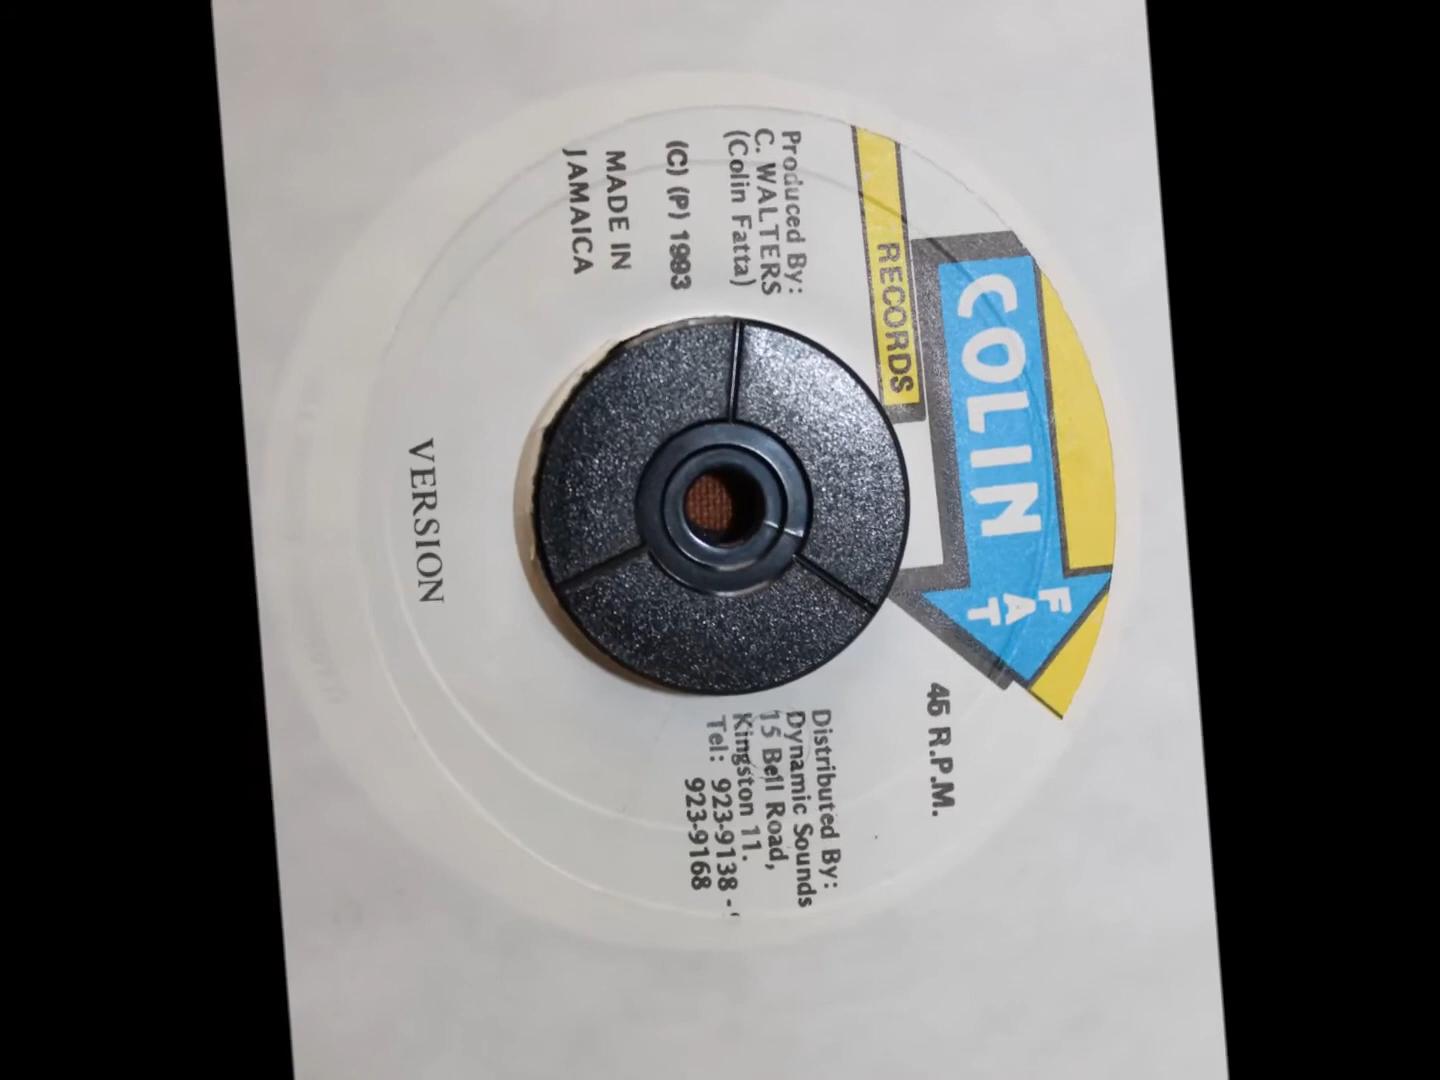 COLIN
FAT
RECORDS
45 R.P.M.
Produced By:
C. WALTERS
(Colin Fatta)
(C) (P) 1993
MADE IN
JAMAICA
Distributed By:
Dynamic Sounds
15 Bell Road,
Kingston 11.
Tel: 923-9138 -
923-9168
VERSION